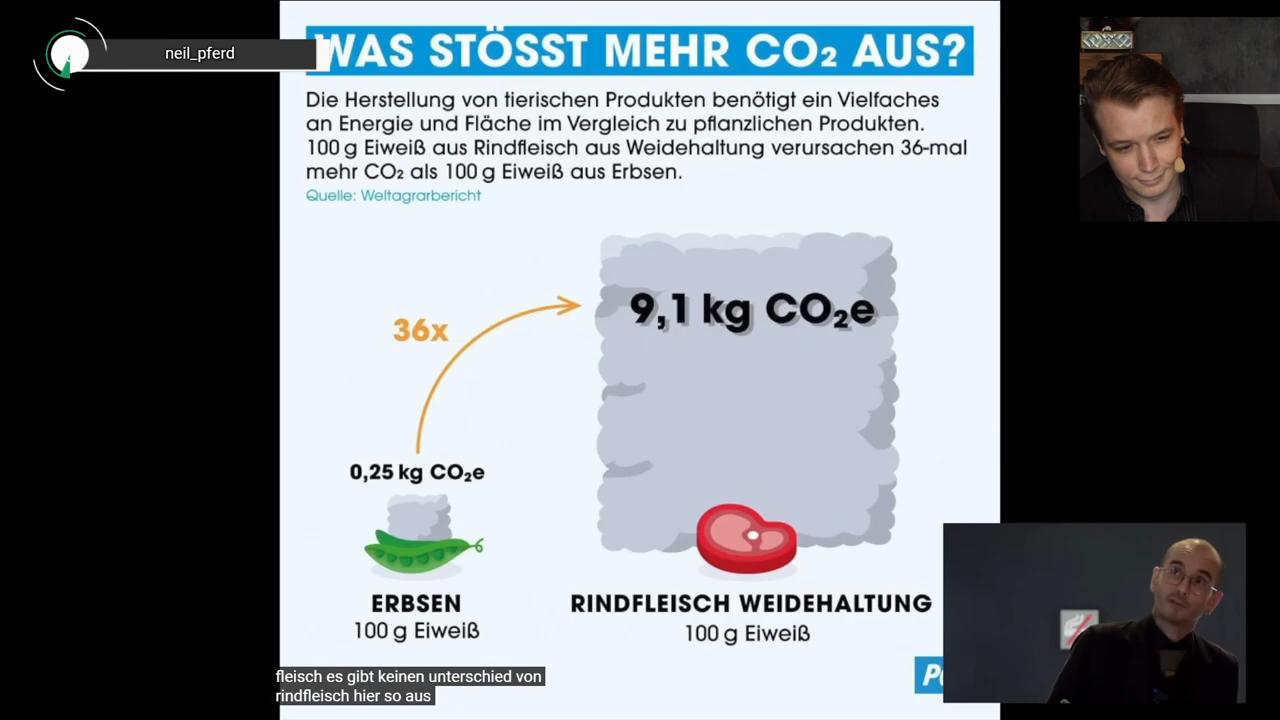 neil_pferd
WAS STÖSST MEHR CO₂ AUS?
Die Herstellung von tierischen Produkten benötigt ein Vielfaches
an Energie und Fläche im Vergleich zu pflanzlichen Produkten.
100 g Eiweiß aus Rindfleisch aus Weidehaltung verursachen 36-mal
mehr CO₂ als 100 g Eiweiß aus Erbsen.
Quelle: Weltagrarbericht
9,1 kg CO₂e
36x
0,25 kg CO₂e
ERBSEN
100 g Eiweiß
RINDFLEISCH WEIDEHALTUNG
100 g Eiweiß
fleisch es gibt keinen unterschied von
rindfleisch hier so aus